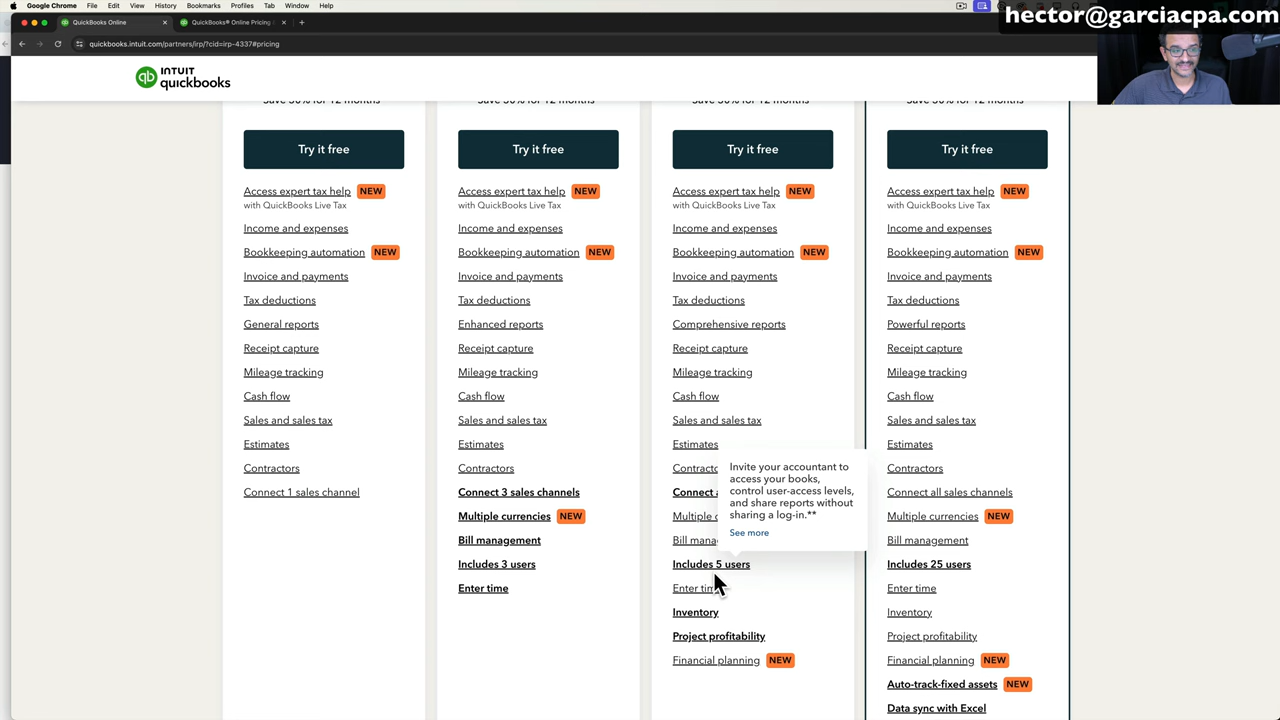 Google Chrome File Edit View History Bookmarks Profiles Tab Window Help
hector@garciacpa.com
QuickBooks Online
QuickBooks® Online Pricing
quickbooks.intuit.com/partners/irp/?cid=irp-4337#pricing
INTUIT
quickbooks
Save 50% for 12 months
Try it free
Access expert tax help NEW
with QuickBooks Live Tax
Income and expenses
Bookkeeping automation NEW
Invoice and payments
Tax deductions
General reports
Receipt capture
Mileage tracking
Cash flow
Sales and sales tax
Estimates
Contractors
Connect 1 sales channel
Save 50% for 12 months
Try it free
Access expert tax help NEW
with QuickBooks Live Tax
Income and expenses
Bookkeeping automation NEW
Invoice and payments
Tax deductions
Enhanced reports
Receipt capture
Mileage tracking
Cash flow
Sales and sales tax
Estimates
Contractors
Connect 3 sales channels
Multiple currencies NEW
Bill management
Includes 3 users
Enter time
Save 50% for 12 months
Try it free
Access expert tax help NEW
with QuickBooks Live Tax
Income and expenses
Bookkeeping automation NEW
Invoice and payments
Tax deductions
Comprehensive reports
Receipt capture
Mileage tracking
Cash flow
Sales and sales tax
Estimates
Contracto
Connect a
Multiple c
Bill mana
Invite your accountant to
access your books,
control user-access levels,
and share reports without
sharing a log-in.**
See more
Includes 5 users
Enter time
Inventory
Project profitability
Financial planning NEW
Save 50% for 12 months
Try it free
Access expert tax help NEW
with QuickBooks Live Tax
Income and expenses
Bookkeeping automation NEW
Invoice and payments
Tax deductions
Powerful reports
Receipt capture
Mileage tracking
Cash flow
Sales and sales tax
Estimates
Contractors
Connect all sales channels
Multiple currencies NEW
Bill management
Includes 25 users
Enter time
Inventory
Project profitability
Financial planning NEW
Auto-track-fixed assets NEW
Data sync with Excel